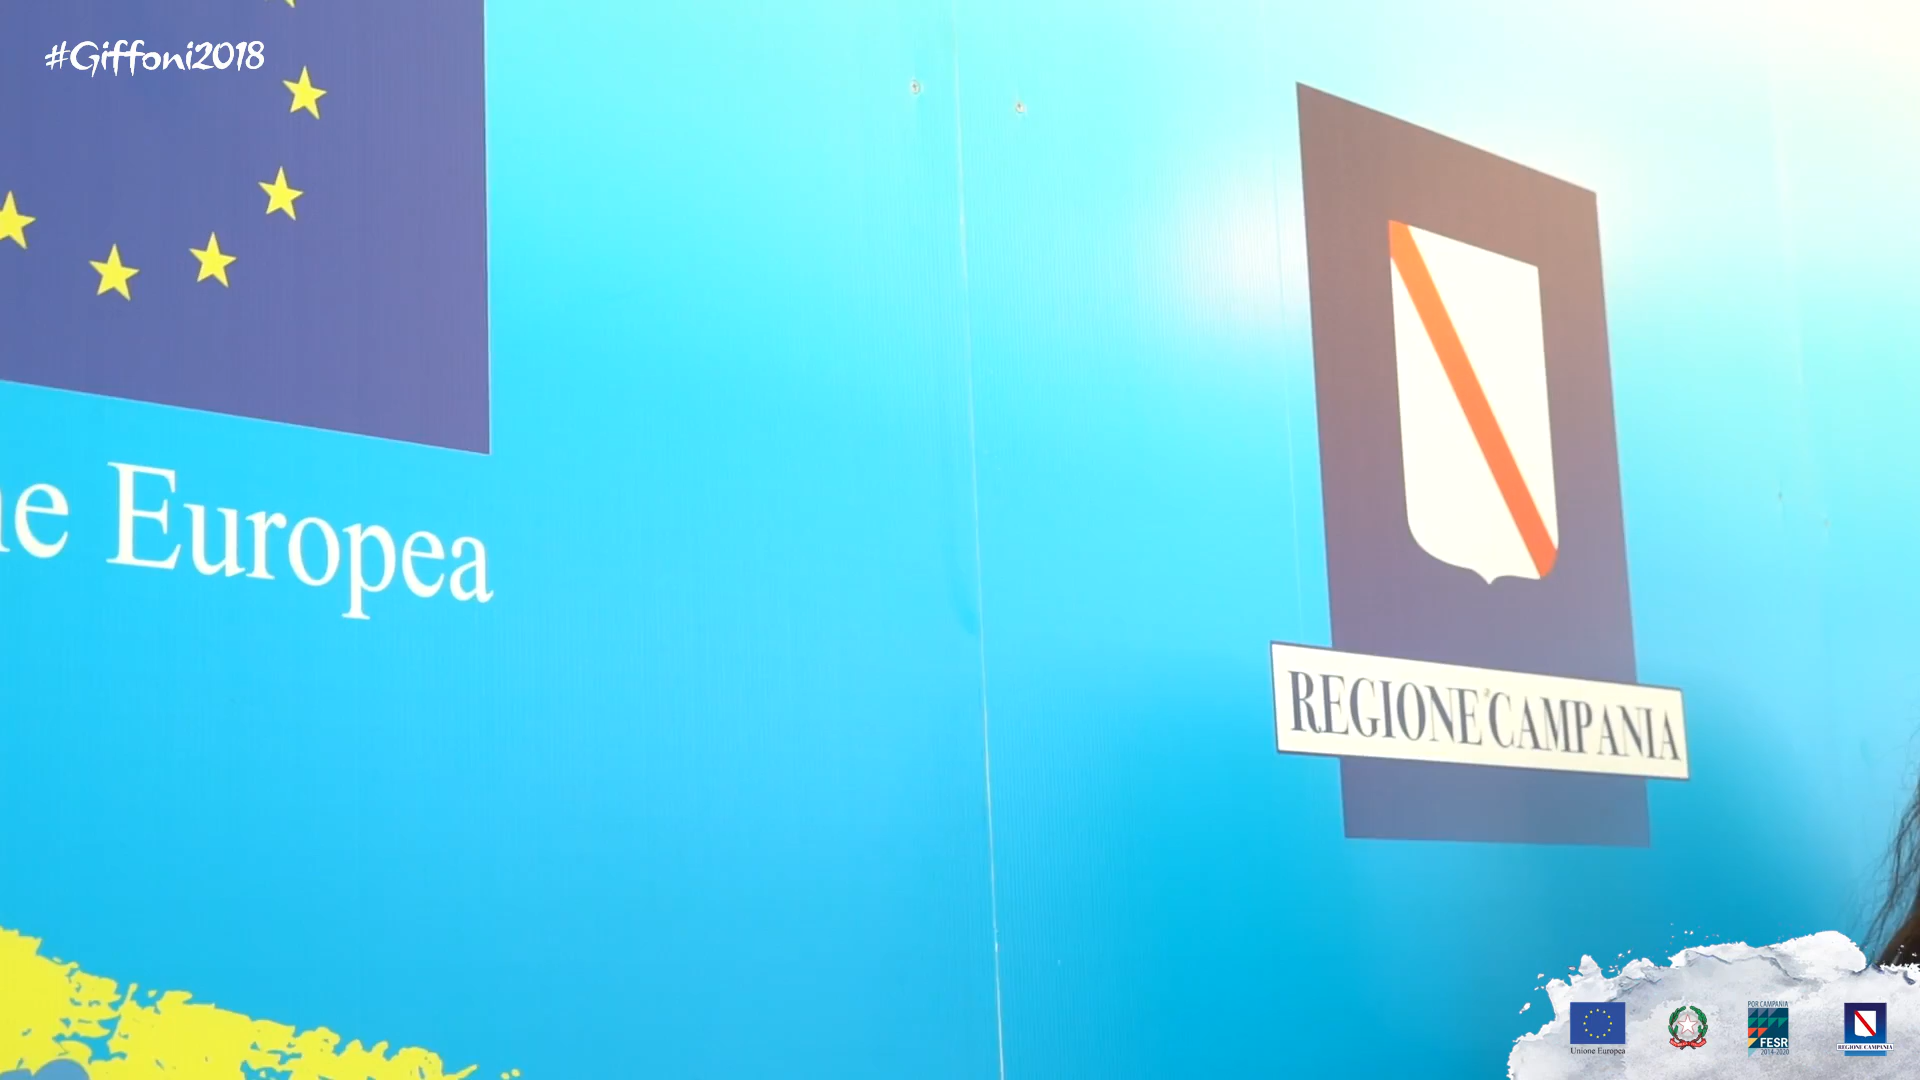 #Giffoni2018
ne Europea
REGIONE CAMPANIA
Unione Europea
POR CAMPANIA
FESR
2014-2020
REGIONE CAMPANIA